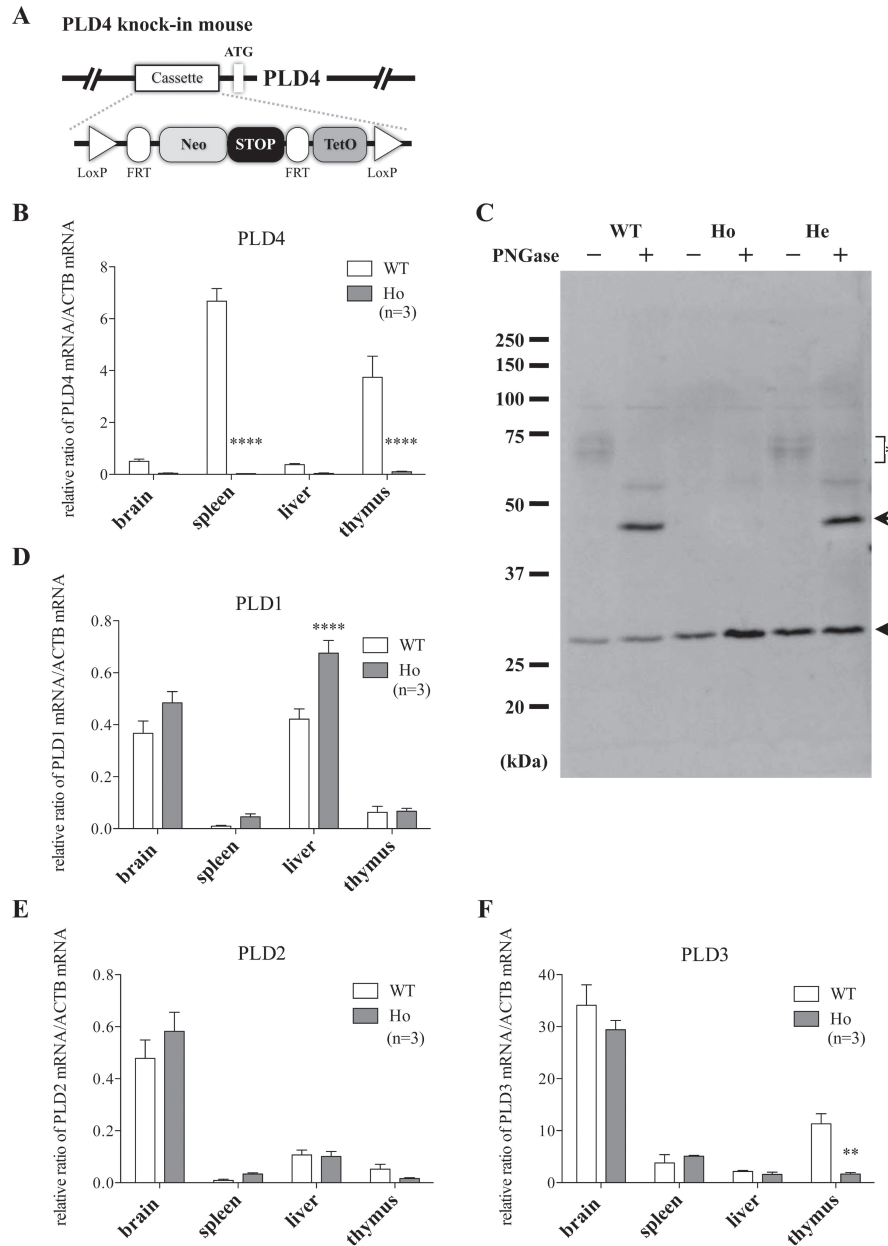 A
PLD4 knock-in mouse
ATG
Cassette
PLD4
Neo
STOP
TetO
LoxP
FRT
FRT
LoxP
B
PLD4
relative ratio of PLD4 mRNA/ACTB mRNA
8
6
4
2
0
WT
Ho
(n=3)
****
****
brain
spleen
liver
thymus
C
WT
Ho
He
PNGase
− + − + − +
250
150
100
75
50
37
25
20
(kDa)
*
D
PLD1
relative ratio of PLD1 mRNA/ACTB mRNA
0.8
0.6
0.4
0.2
0.0
****
WT
Ho
(n=3)
brain
spleen
liver
thymus
E
PLD2
relative ratio of PLD2 mRNA/ACTB mRNA
0.8
0.6
0.4
0.2
0.0
WT
Ho
(n=3)
brain
spleen
liver
thymus
F
PLD3
relative ratio of PLD3 mRNA/ACTB mRNA
40
30
20
10
0
WT
Ho
(n=3)
**
brain
spleen
liver
thymus